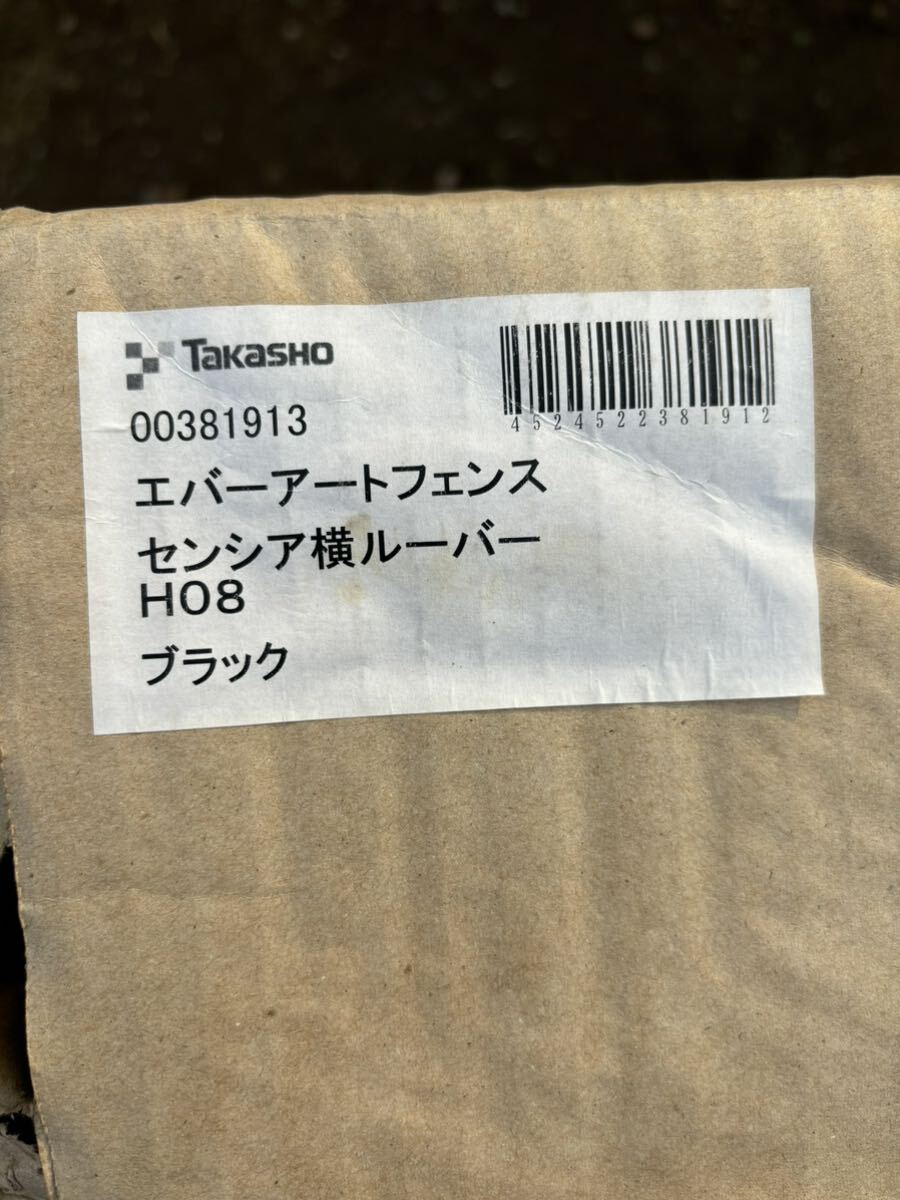 Takasho
4524522381912
00381913
エバーアートフェンス
センシア横ルーバー
H08
ブラック